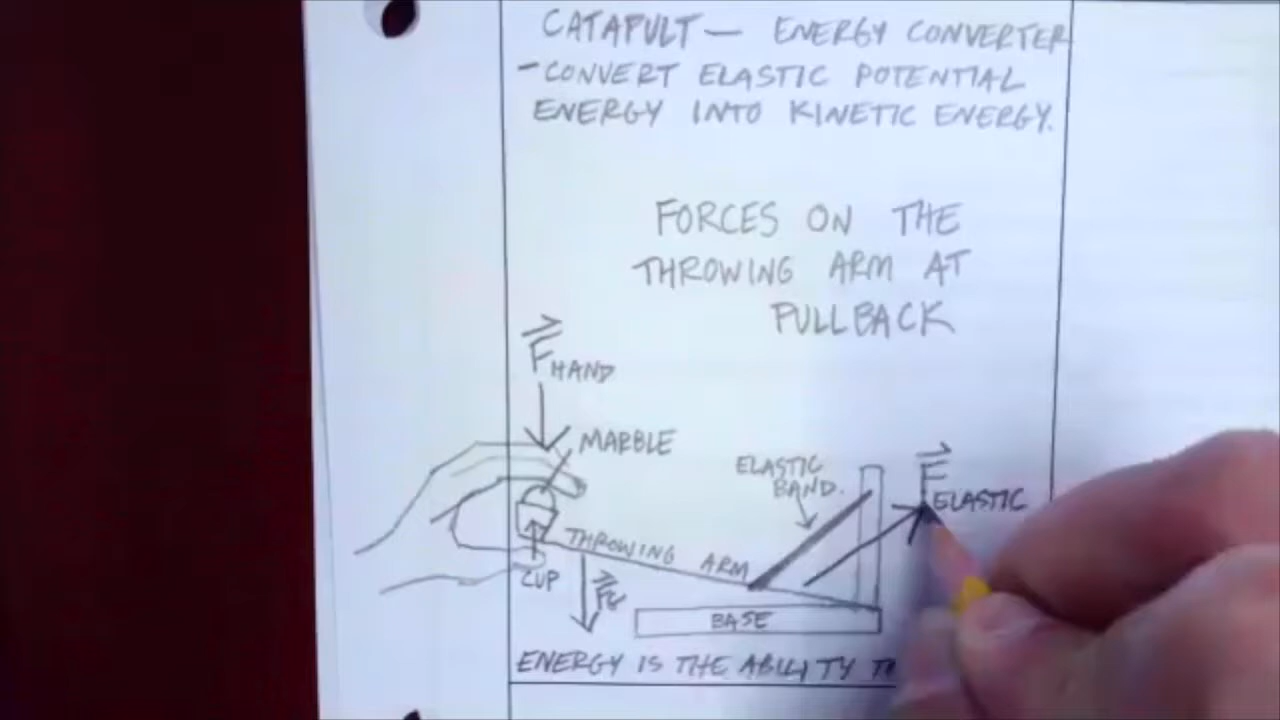 CATAPULT — ENERGY CONVERTER
- CONVERT ELASTIC POTENTIAL
ENERGY INTO KINETIC ENERGY.
FORCES ON THE
THROWING ARM AT
PULLBACK
F HAND
MARBLE
ELASTIC
BAND.
F ELASTIC
THROWING ARM
CUP
BASE
ENERGY IS THE ABILITY